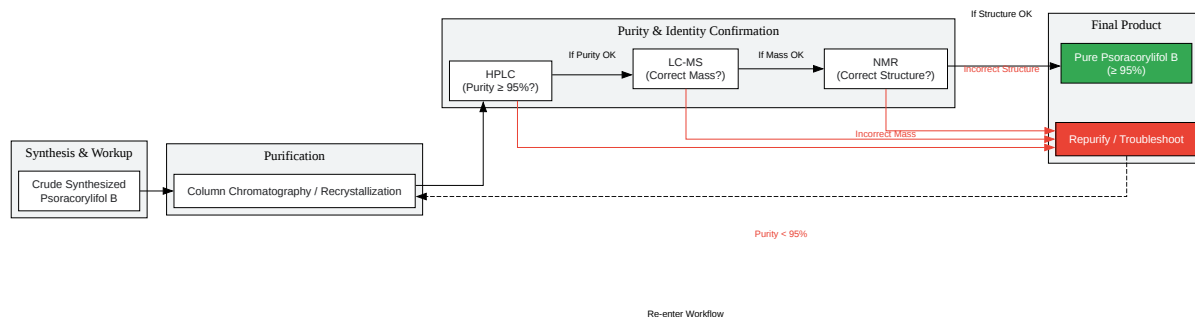 If Structure OK
Purity & Identity Confirmation
Final Product
If Purity OK
If Mass OK
HPLC
(Purity ≥ 95%?)
LC-MS
(Correct Mass?)
NMR
(Correct Structure?)
Incorrect Structure
Pure Psoracorylifol B
(≥ 95%)
Incorrect Mass
Repurify / Troubleshoot
Synthesis & Workup
Purification
Crude Synthesized
Psoracorylifol B
Column Chromatography / Recrystallization
Purity < 95%
Re-enter Workflow